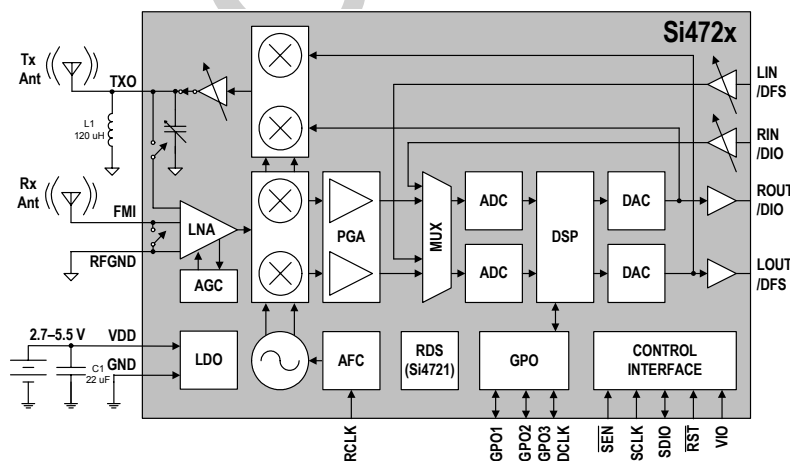 Si472x
Tx
Ant
TXO
L1
120 uH
Rx
Ant
FMI
RFGND
LNA
AGC
PGA
MUX
ADC
ADC
DSP
DAC
DAC
LIN
/DFS
RIN
/DIO
ROUT
/DIO
LOUT
/DFS
2.7–5.5 V
VDD
GND
C1
22 uF
LDO
AFC
RDS
(Si4721)
GPO
CONTROL
INTERFACE
RCLK
GPO1
GPO2
GPO3
DCLK
SEN
SCLK
SDIO
RST
VIO